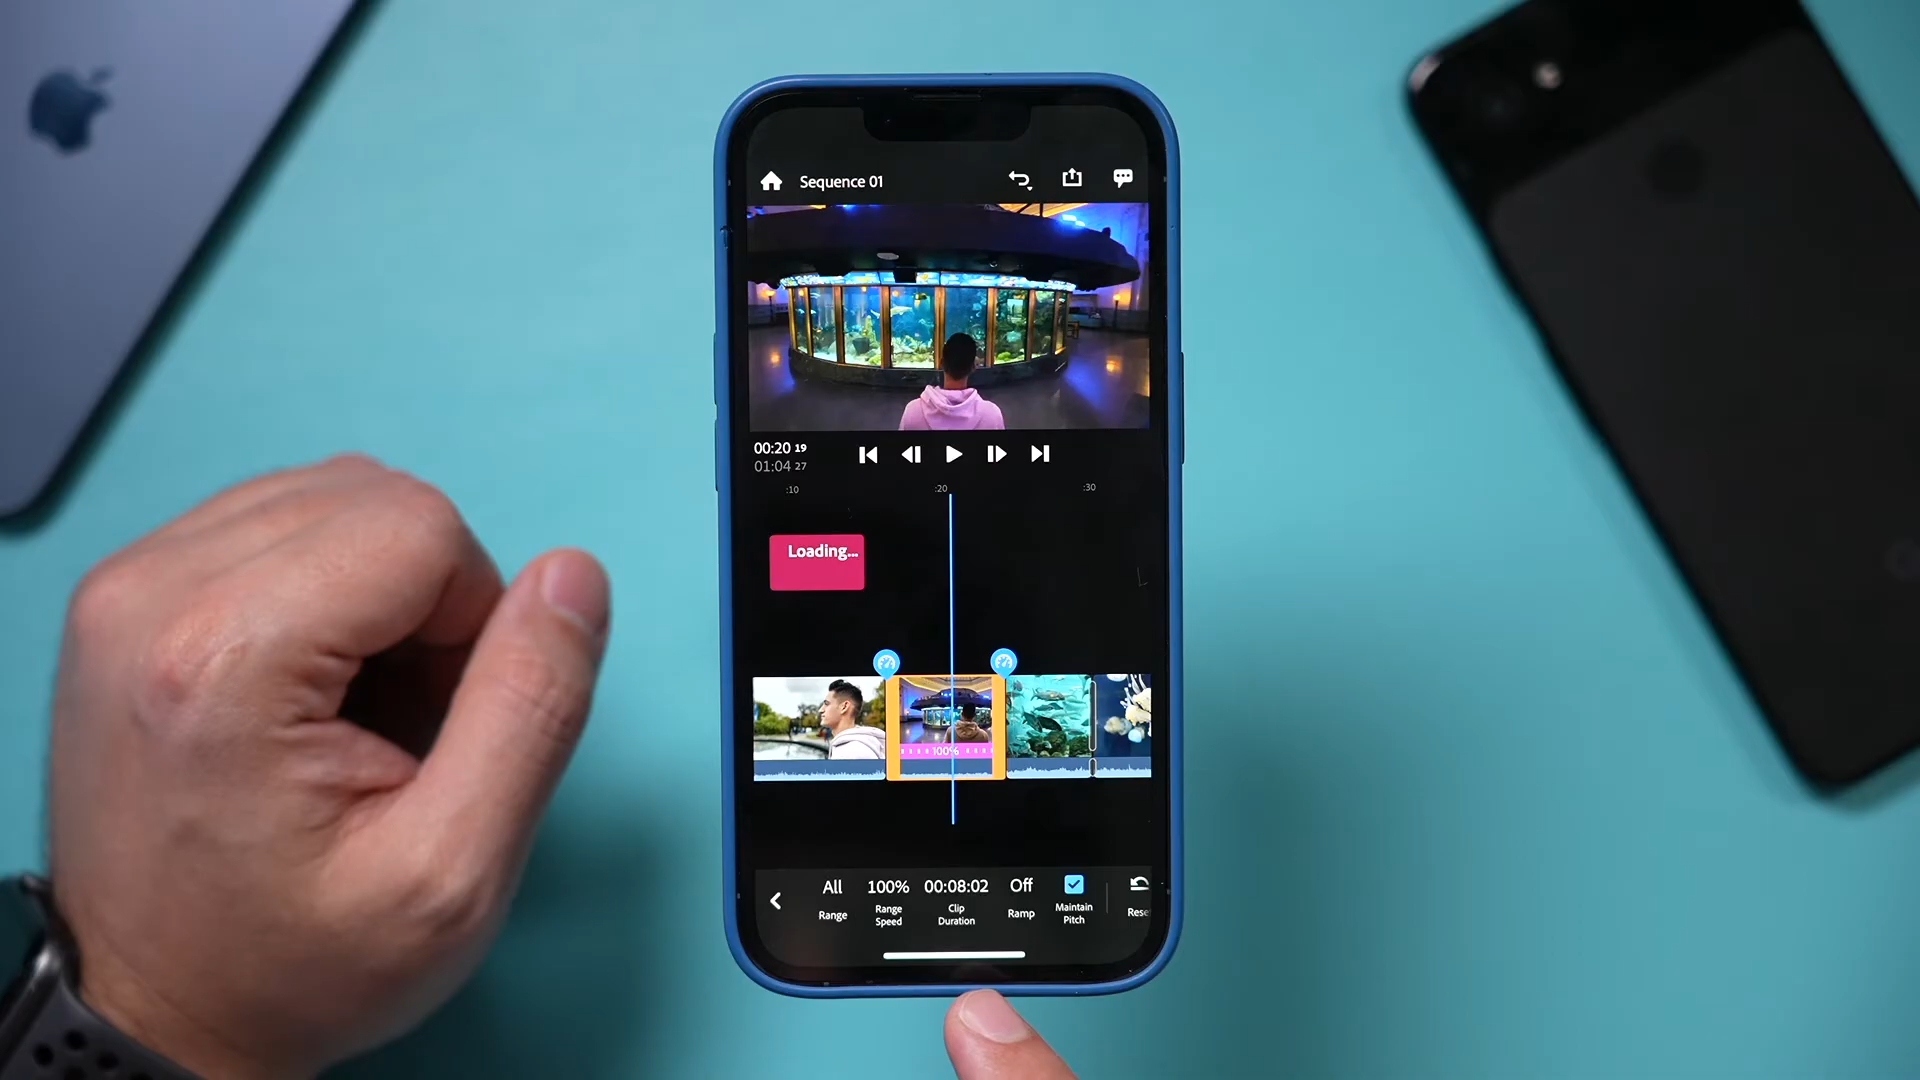 Sequence 01
00:20 19
01:04 27
:10
:20
:30
Loading...
100%
All
Range
100%
Range
Speed
00:08:02
Clip
Duration
Off
Ramp
Maintain
Pitch
Rese